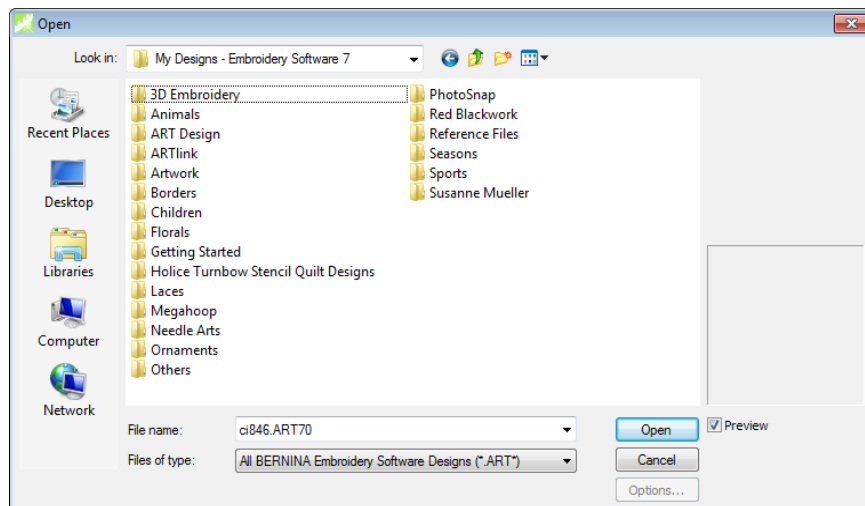 Open
Look in:
My Designs - Embroidery Software 7
Recent Places
Desktop
Libraries
Computer
Network
3D Embroidery
Animals
ART Design
ARTlink
Artwork
Borders
Children
Florals
Getting Started
Holice Turnbow Stencil Quilt Designs
Laces
Megahoop
Needle Arts
Ornaments
Others
PhotoSnap
Red Blackwork
Reference Files
Seasons
Sports
Susanne Mueller
File name:
ci846.ART70
Open
Preview
Files of type:
All BERNINA Embroidery Software Designs (*.ART*)
Cancel
Options...